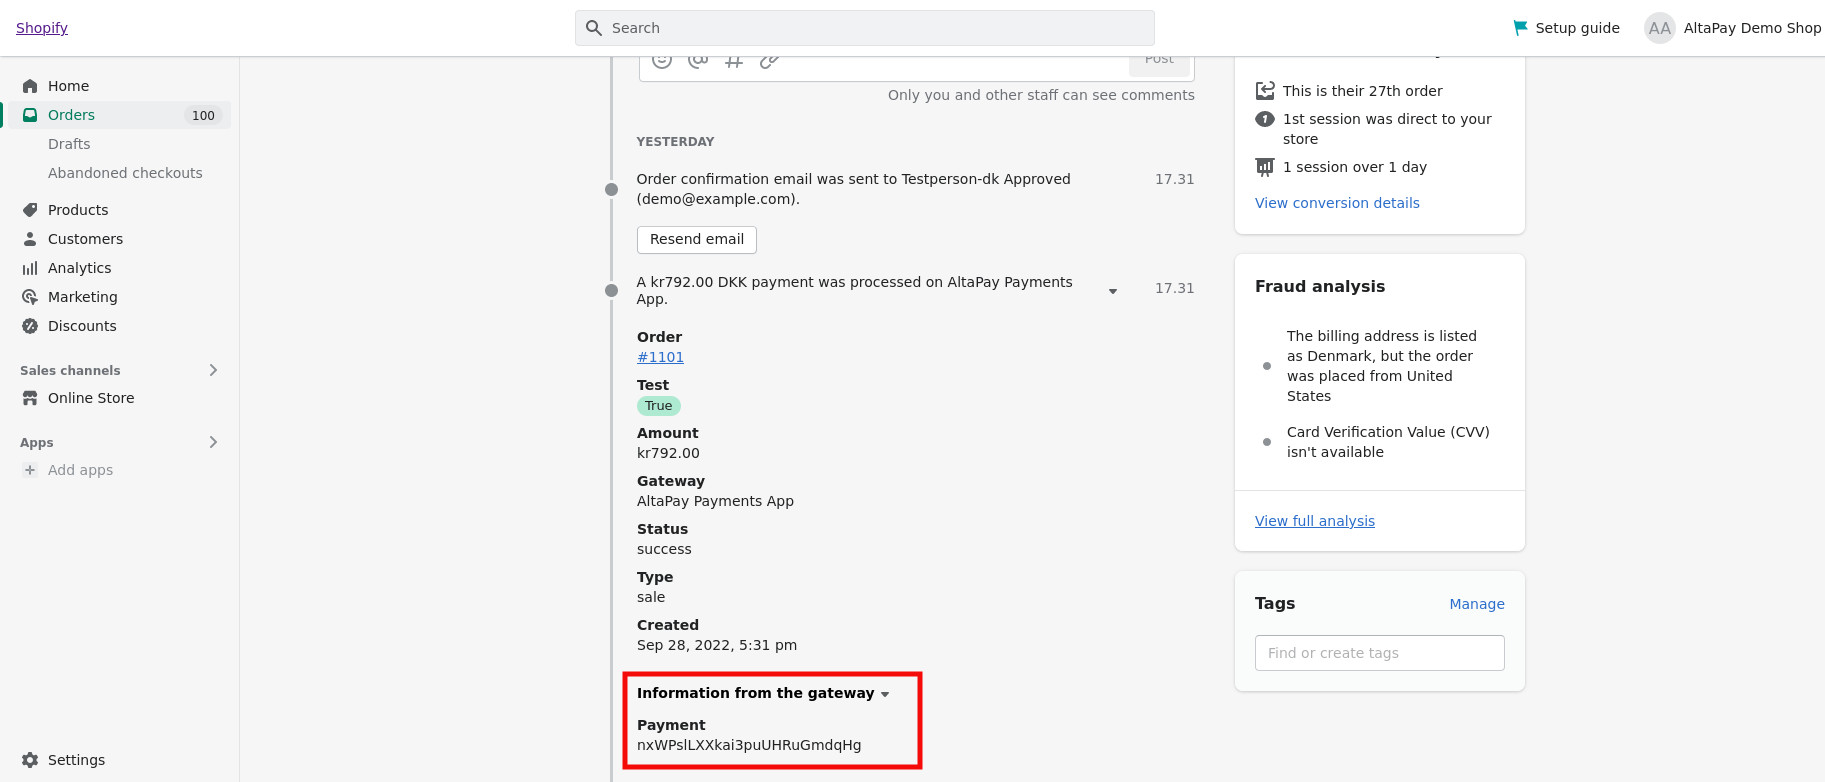 Shopify
Search
Setup guide
AA
AltaPay Demo Shop
Home
Orders
100
Drafts
Abandoned checkouts
Products
Customers
Analytics
Marketing
Discounts
Sales channels
Online Store
Apps
Add apps
Settings
Post
Only you and other staff can see comments
YESTERDAY
Order confirmation email was sent to Testperson-dk Approved
(demo@example.com).
17.31
Resend email
A kr792.00 DKK payment was processed on AltaPay Payments
App.
17.31
Order
#1101
Test
True
Amount
kr792.00
Gateway
AltaPay Payments App
Status
success
Type
sale
Created
Sep 28, 2022, 5:31 pm
Information from the gateway
Payment
nxWPslLXXkai3puUHRuGmdqHg
This is their 27th order
1
1st session was direct to your
store
1 session over 1 day
View conversion details
Fraud analysis
The billing address is listed
as Denmark, but the order
was placed from United
States
Card Verification Value (CVV)
isn't available
View full analysis
Tags
Manage
Find or create tags